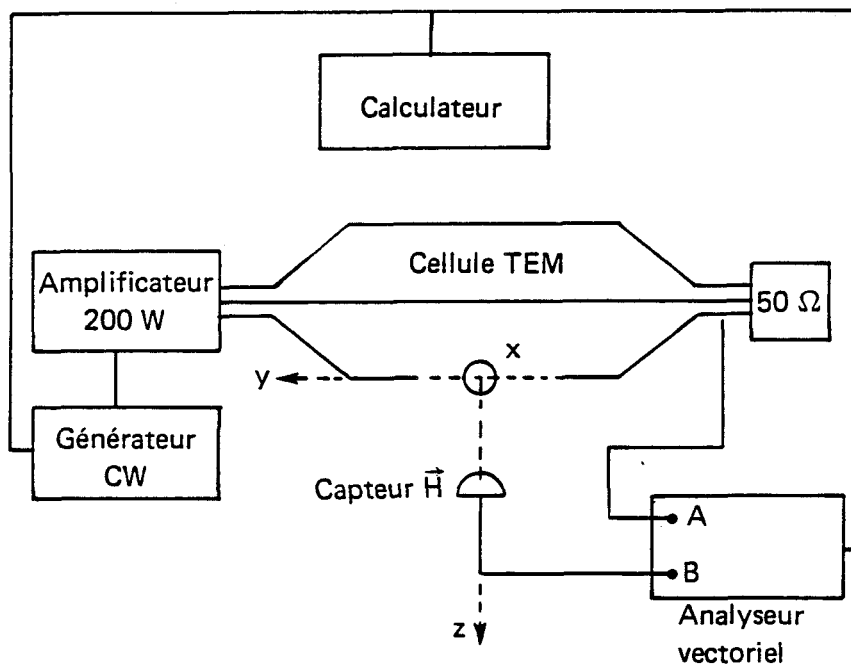 Calculateur
Cellule TEM
Amplificateur
200 W
50 Ω
x
y
Générateur
CW
Capteur H⃗
A
B
z
Analyseur
vectoriel